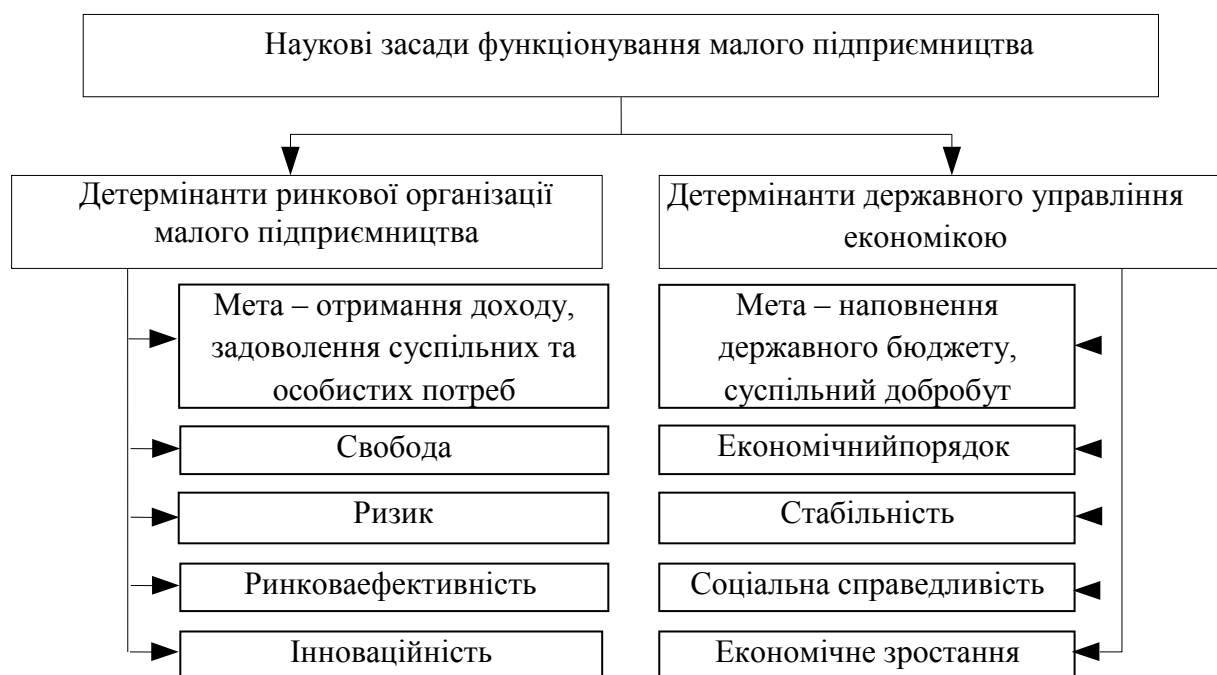 Наукові засади функціонування малого підприємництва
Детермінанти ринкової організації
малого підприємництва
Мета – отримання доходу,
задоволення суспільних та
особистих потреб
Свобода
Ризик
Ринковаефективність
Інноваційність
Детермінанти державного управління
економікою
Мета – наповнення
державного бюджету,
суспільний добробут
Економічнийпорядок
Стабільність
Соціальна справедливість
Економічне зростання